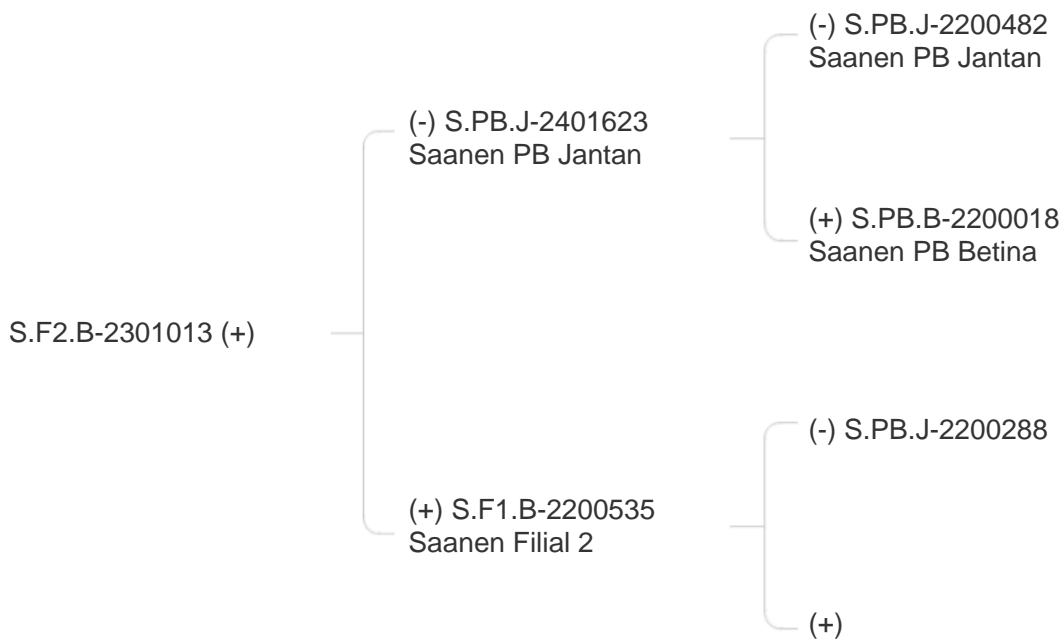 (-) S.PB.J-2200482
Saanen PB Jantan
(-) S.PB.J-2401623
Saanen PB Jantan
(+) S.PB.B-2200018
Saanen PB Betina
S.F2.B-2301013 (+)
(-) S.PB.J-2200288
(+) S.F1.B-2200535
Saanen Filial 2
(+)